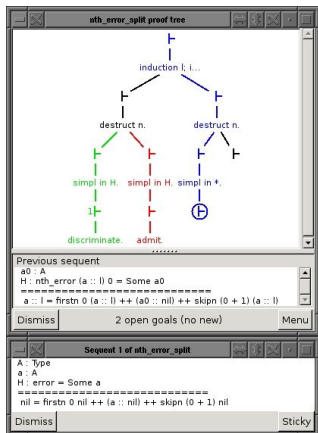 nth_error_split proof tree
induction l; i...
destruct n. destruct n.
simpl in H. simpl in H. simpl in *.
1
discriminate. admit.
Previous sequent
a0 : A
H : nth_error (a :: l) 0 = Some a0
============================
a :: l = firstn 0 (a :: l) ++ (a0 :: nil) ++ skipn (0 + 1) (a :: l)
Dismiss 2 open goals (no new) Menu
Sequent 1 of nth_error_split
A : Type
a : A
H : error = Some a
============================
nil = firstn 0 nil ++ (a :: nil) ++ skipn (0 + 1) nil
Dismiss Sticky